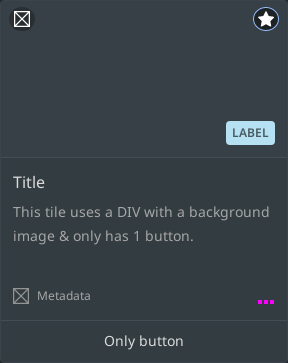 LABEL
Title
This tile uses a DIV with a background
image & only has 1 button.
Metadata
Only button